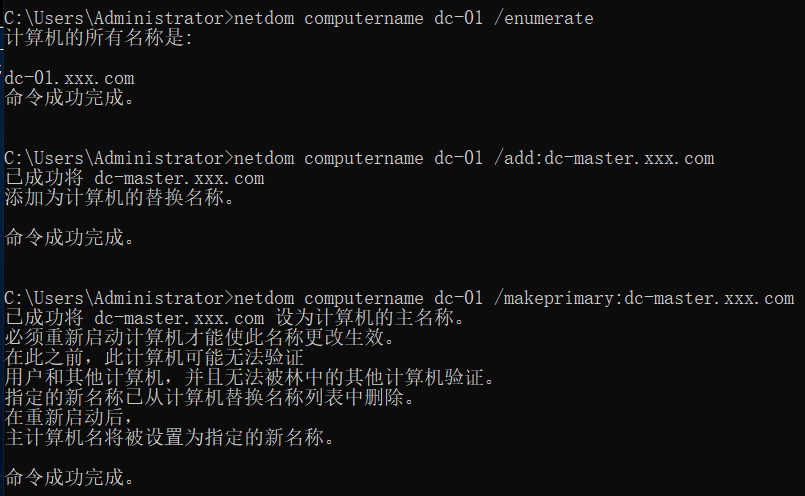 C:\Users\Administrator>netdom computername dc-01 /enumerate
计算机的所有名称是:
dc-01.xxx.com
命令成功完成。
C:\Users\Administrator>netdom computername dc-01 /add:dc-master.xxx.com
已成功将 dc-master.xxx.com
添加为计算机的替换名称。
命令成功完成。
C:\Users\Administrator>netdom computername dc-01 /makeprimary:dc-master.xxx.com
已成功将 dc-master.xxx.com 设为计算机的主名称。
必须重新启动计算机才能使此名称更改生效。
在此之前，此计算机可能无法验证
用户和其他计算机，并且无法被林中的其他计算机验证。
指定的新名称已从计算机替换名称列表中删除。
在重新启动后，
主计算机名将被设置为指定的新名称。
命令成功完成。